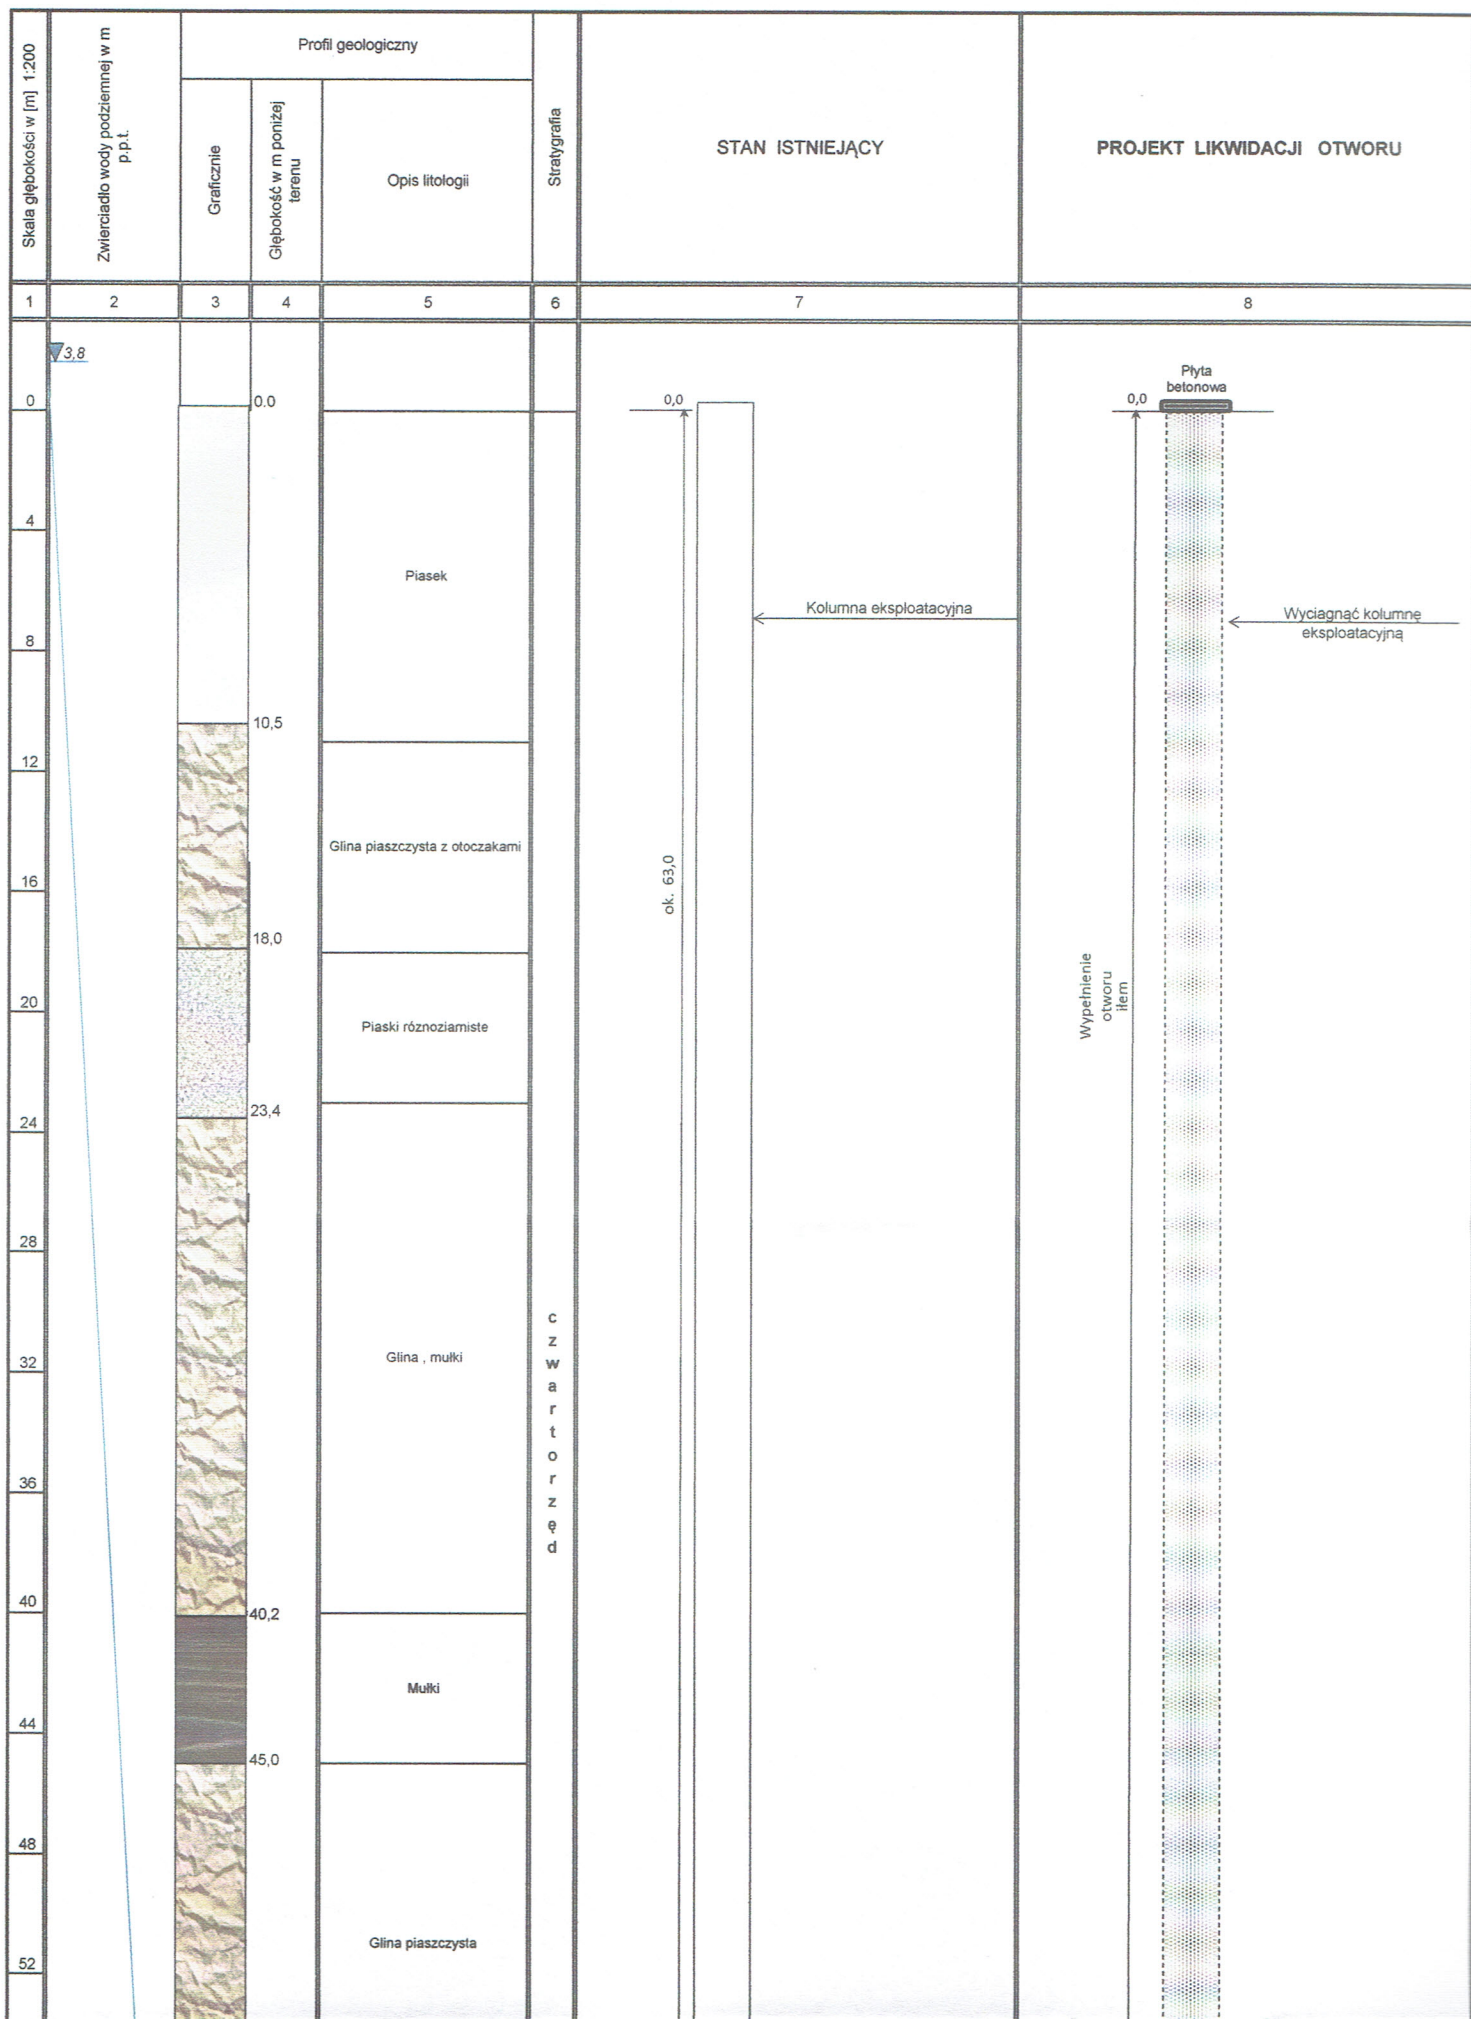 Skala głębokości w [m] 1:200
Zwierciadło wody podziemnej w m
p.p.t.
Profil geologiczny
Graficznie
Głębokość w m poniżej
terenu
Opis litologii
Stratygrafia
STAN ISTNIEJĄCY
PROJEKT LIKWIDACJI OTWORU
1
2
3
4
5
6
7
8
3,8
Płyta
betonowa
0
0.0
0,0
0,0
4
Piasek
Kolumna eksploatacyjna
Wyciagnąć kolumnę
eksploatacyjną
8
10,5
12
Glina piaszczysta z otoczakami
16
ok. 63,0
18,0
20
Piaski róznoziarniste
Wypełnienie
otworu
iłem
23,4
24
28
c
z
w
a
r
t
o
r
z
ę
d
32
Glina , mułki
36
40
40,2
Mułki
44
45,0
48
Glina piaszczysta
52